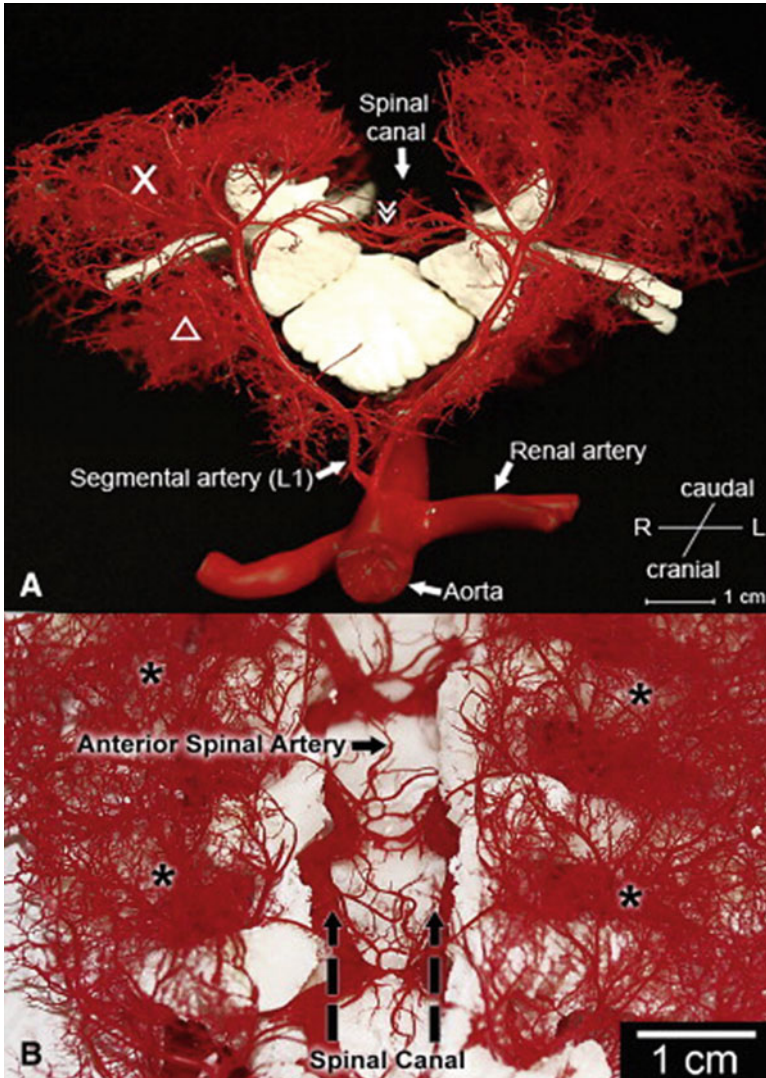 Spinal
canal
X
Segmental artery (L1)
Renal artery
caudal
R L
cranial
1 cm
Aorta
A
* *
Anterior Spinal Artery
* *
Spinal Canal
B
1 cm